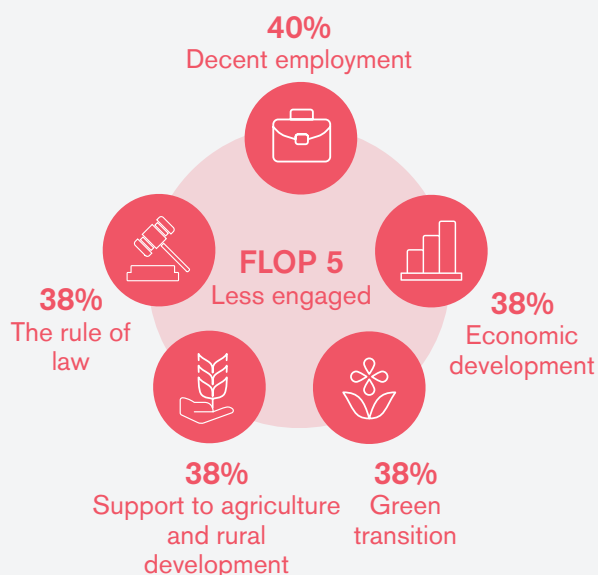 40%
Decent employment
FLOP 5
Less engaged
38%
The rule of
law
38%
Economic
development
38%
Support to agriculture
and rural
development
38%
Green
transition